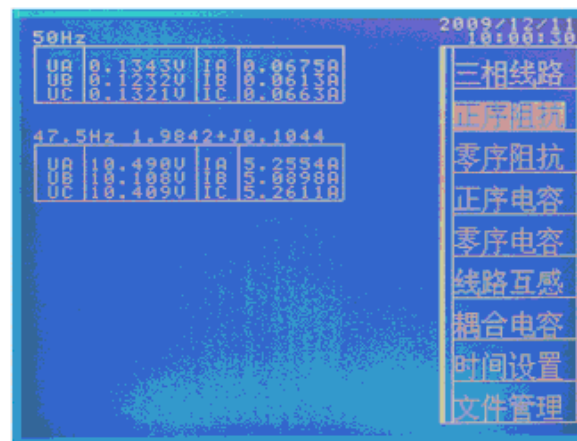 2009/12/11
10:00:30
50Hz
UA 0.1343V IA 0.0675A
UB 0.1232V IB 0.0613A
UC 0.1321V IC 0.0663A
47.5Hz 1.9842+J0.1044
UA 10.490V IA 5.2554A
UB 10.108V IB 5.0898A
UC 10.409V IC 5.2611A
三相线路
正序阻抗
零序阻抗
正序电容
零序电容
线路互感
耦合电容
时间设置
文件管理